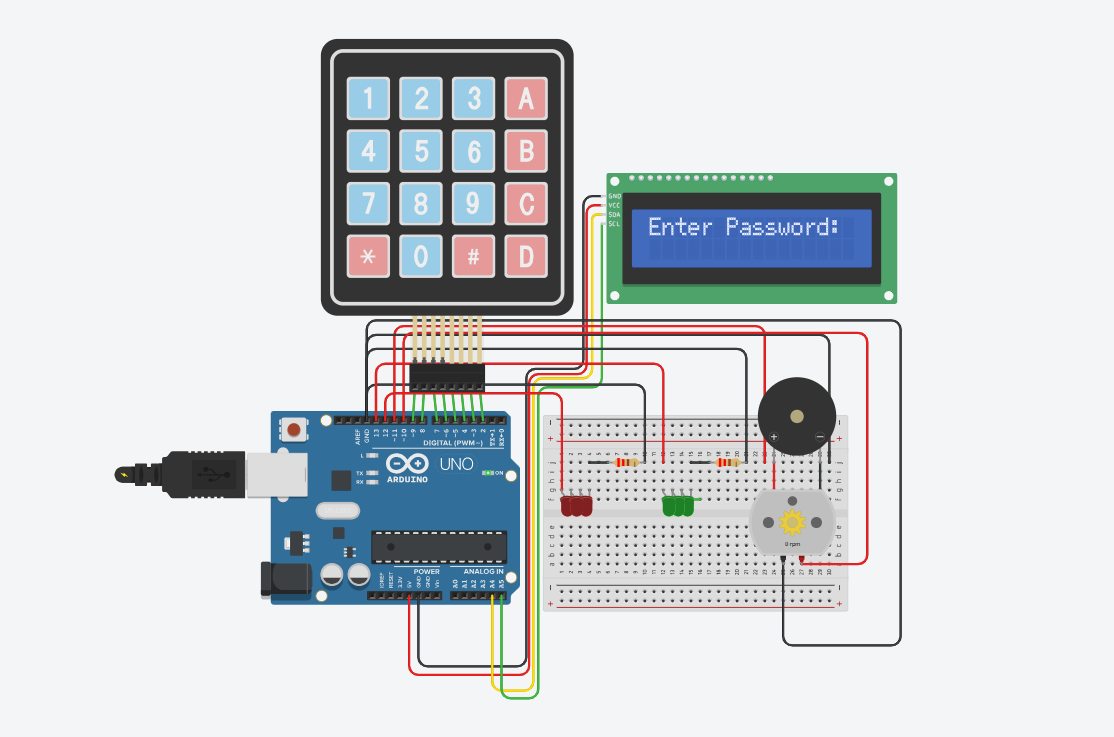 1 2 3 A
4 5 6 B
7 8 9 C
* 0 # D
GND
VCC
SDA
SCL
Enter Password:
AREF
GND
13
12
~11
~10
~9
8
7
~6
~5
4
~3
2
TX→1
RX←0
DIGITAL (PWM~)
L
TX
RX
UNO
ARDUINO
ON
POWER
ANALOG IN
IOREF
RESET
3.3V
5V
GND
GND
Vin
A0
A1
A2
A3
A4
A5
0 rpm